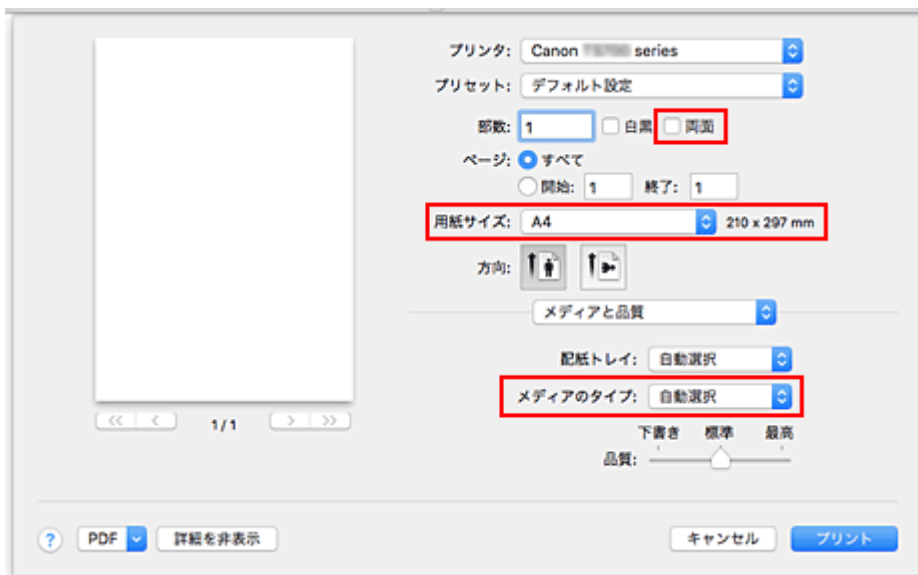 プリンタ: Canon series
プリセット: デフォルト設定
部数: 1 白黒 両面
ページ: すべて
開始: 1 終了: 1
用紙サイズ: A4 210 x 297 mm
方向:
メディアと品質
配紙トレイ: 自動選択
メディアのタイプ: 自動選択
下書き 標準 最高
品質:
<< < 1/1 > >>
? PDF 詳細を非表示 キャンセル プリント